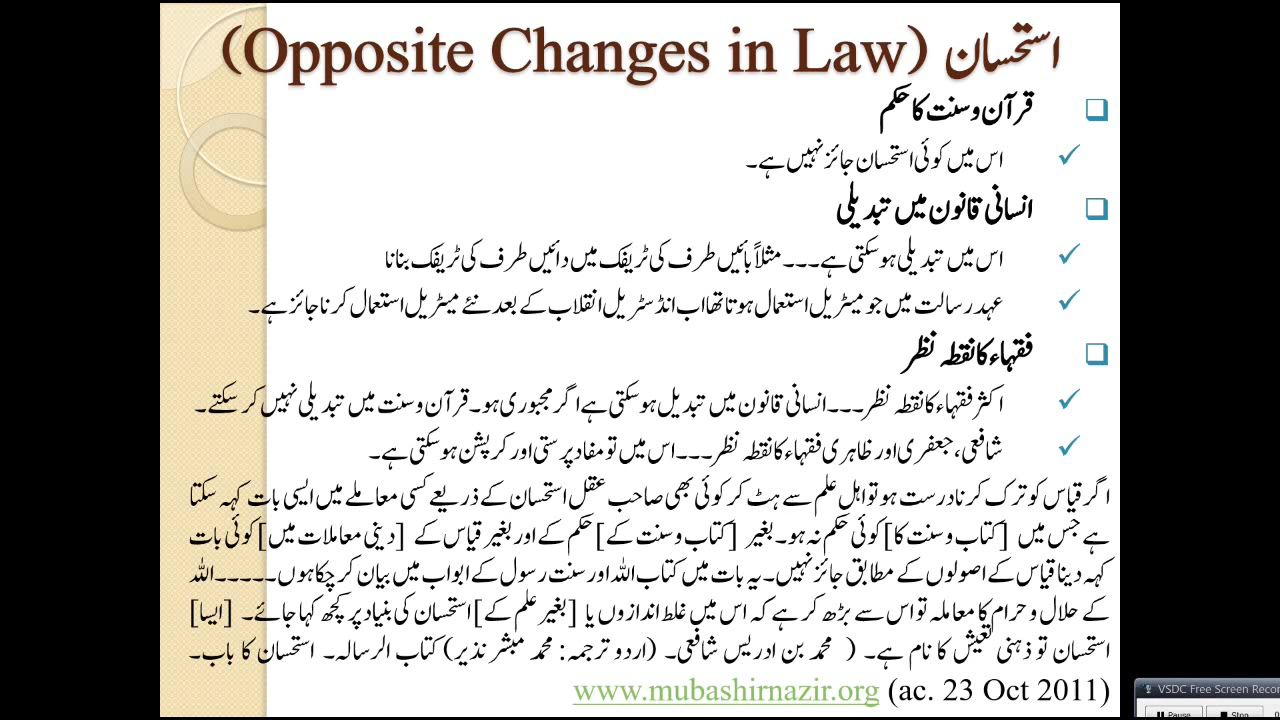 استحسان (Opposite Changes in Law)
قرآن و سنت کا حکم
اس میں کوئی استحسان جائز نہیں ہے۔
انسانی قانون میں تبدیلی
اس میں تبدیلی ہو سکتی ہے۔۔۔ مثلاً بائیں طرف کی ٹریفک میں دائیں طرف کی ٹریفک بنانا
عہد رسالت میں جو میٹریل استعمال ہوتا تھا اب انڈسٹریل انقلاب کے بعد نئے میٹریل استعمال کرنا جائز ہے۔
فقہاء کا نقطہ نظر
اکثر فقہاء کا نقطہ نظر۔۔۔ انسانی قانون میں تبدیل ہو سکتی ہے اگر مجبوری ہو۔ قرآن و سنت میں تبدیلی نہیں کر سکتے۔
شافعی، جعفری اور ظاہری فقہاء کا نقطہ نظر۔۔۔ اس میں تو مفاد پرستی اور کرپشن ہو سکتی ہے۔
اگر قیاس کو ترک کرنا درست ہو تو اہل علم سے ہٹ کر کوئی بھی صاحب عقل استحسان کے ذریعے کسی معاملے میں ایسی بات کہہ سکتا
ہے جس میں [کتاب و سنت کا] کوئی حکم نہ ہو۔ بغیر [کتاب و سنت کے] حکم کے اور بغیر قیاس کے [دینی معاملات میں] کوئی بات
کہہ دینا قیاس کے اصولوں کے مطابق جائز نہیں۔ یہ بات میں کتاب اللہ اور سنت رسول کے ابواب میں بیان کر چکا ہوں۔۔۔۔۔ اللہ
کے حلال و حرام کا معاملہ تو اس سے بڑھ کر ہے کہ اس میں غلط اندازوں یا [بغیر علم کے] استحسان کی بنیاد پر کچھ کہا جائے۔ [ایسا]
استحسان تو ذہنی تعیش کا نام ہے۔ ( محمد بن ادریس شافعی۔ (اردو ترجمہ: محمد مبشر نذیر) کتاب الرسالہ۔ استحسان کا باب۔
www.mubashirnazir.org (ac. 23 Oct 2011)
VSDC Free Screen Recor
Pause Stop